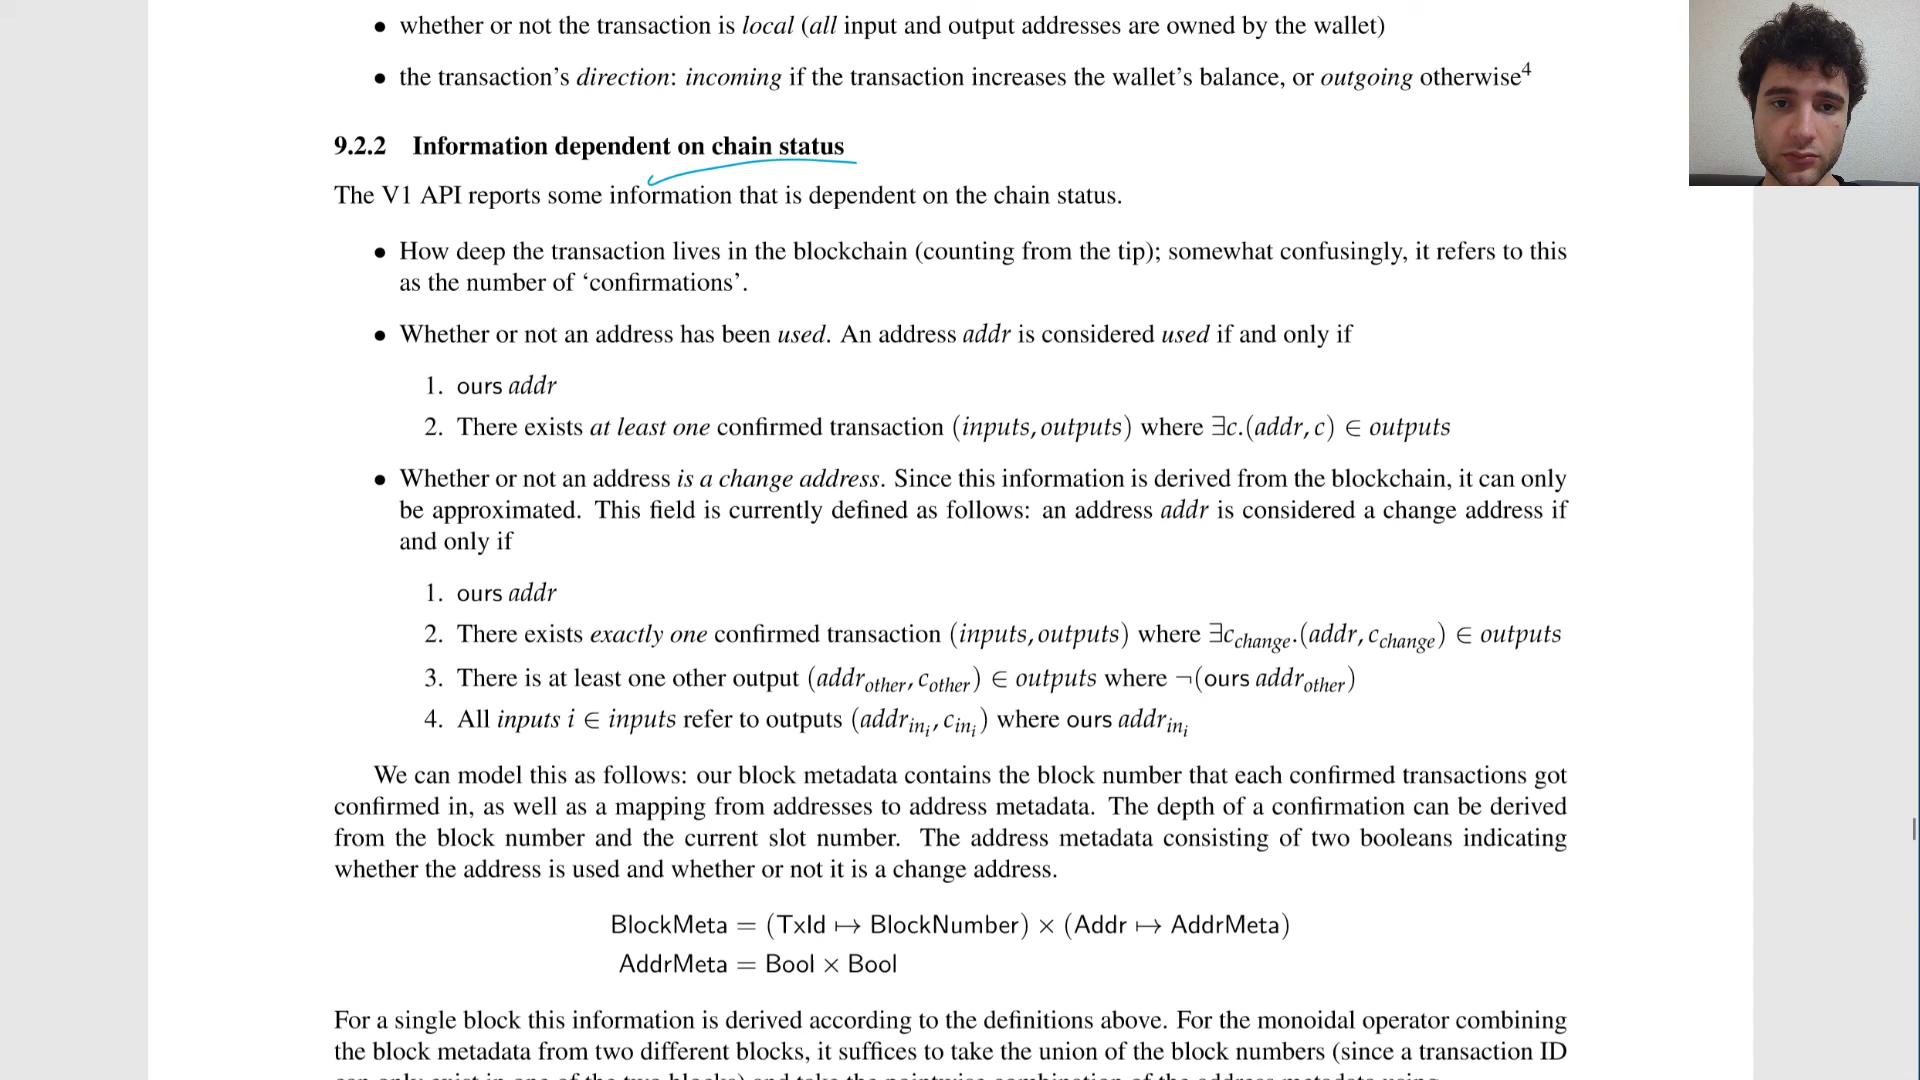 • whether or not the transaction is local (all input and output addresses are owned by the wallet)
• the transaction’s direction: incoming if the transaction increases the wallet’s balance, or outgoing otherwise⁴
9.2.2 Information dependent on chain status
The V1 API reports some information that is dependent on the chain status.
• How deep the transaction lives in the blockchain (counting from the tip); somewhat confusingly, it refers to this
as the number of ‘confirmations’.
• Whether or not an address has been used. An address addr is considered used if and only if
1. ours addr
2. There exists at least one confirmed transaction (inputs, outputs) where ∃c.(addr, c) ∈ outputs
• Whether or not an address is a change address. Since this information is derived from the blockchain, it can only
be approximated. This field is currently defined as follows: an address addr is considered a change address if
and only if
1. ours addr
2. There exists exactly one confirmed transaction (inputs, outputs) where ∃c_change.(addr, c_change) ∈ outputs
3. There is at least one other output (addr_other, c_other) ∈ outputs where ¬(ours addr_other)
4. All inputs i ∈ inputs refer to outputs (addr_in_i, c_in_i) where ours addr_in_i
We can model this as follows: our block metadata contains the block number that each confirmed transactions got
confirmed in, as well as a mapping from addresses to address metadata. The depth of a confirmation can be derived
from the block number and the current slot number. The address metadata consisting of two booleans indicating
whether the address is used and whether or not it is a change address.
BlockMeta = (TxId ↦ BlockNumber) × (Addr ↦ AddrMeta)
AddrMeta = Bool × Bool
For a single block this information is derived according to the definitions above. For the monoidal operator combining
the block metadata from two different blocks, it suffices to take the union of the block numbers (since a transaction ID